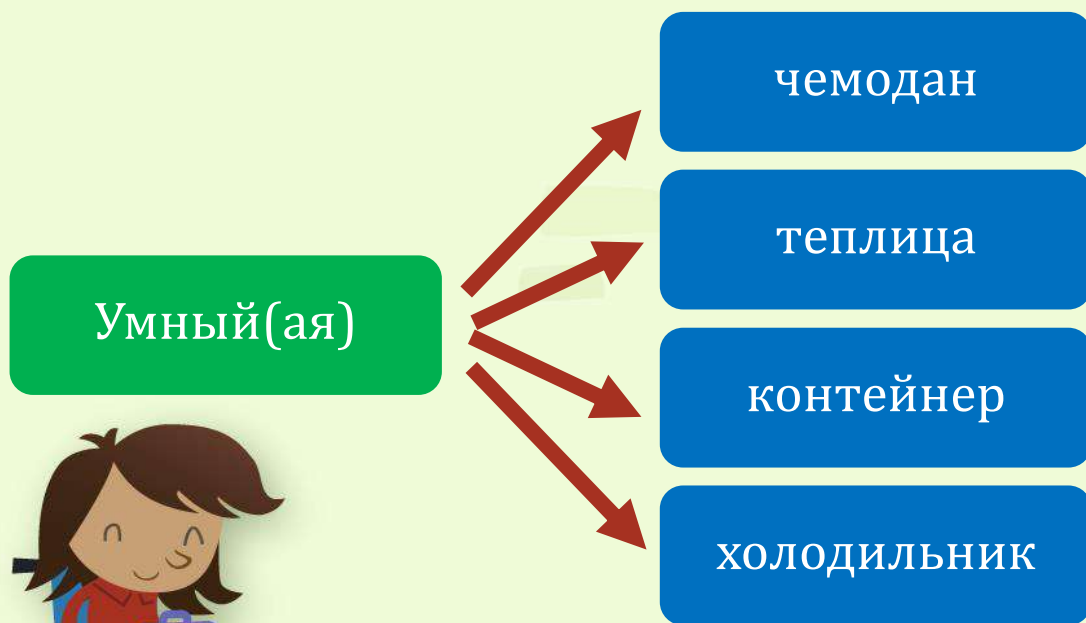 чемодан
теплица
Умный(ая)
контейнер
холодильник